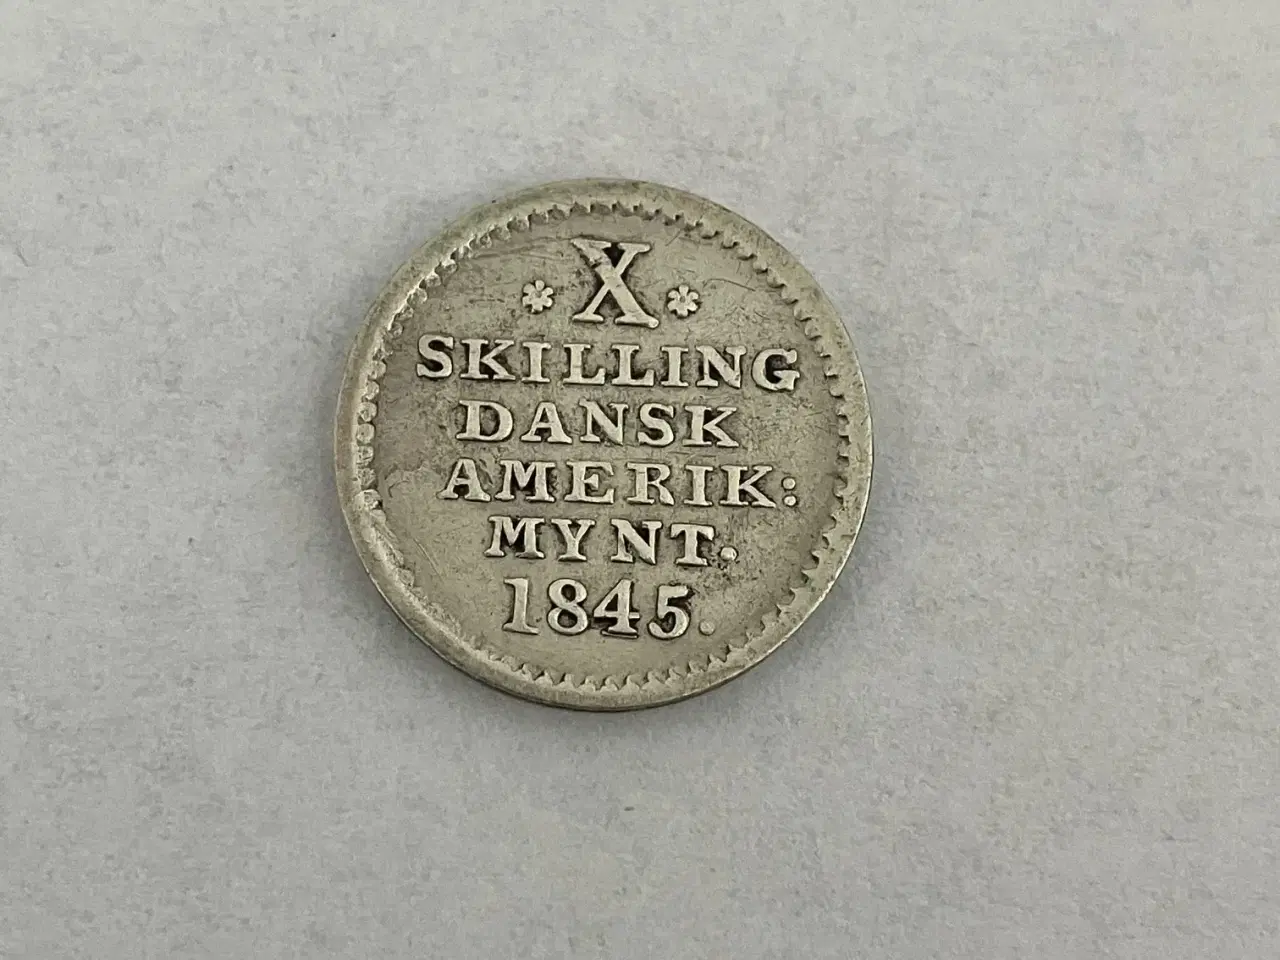 * X *
SKILLING
DANSK
AMERIK:
MYNT.
1845.